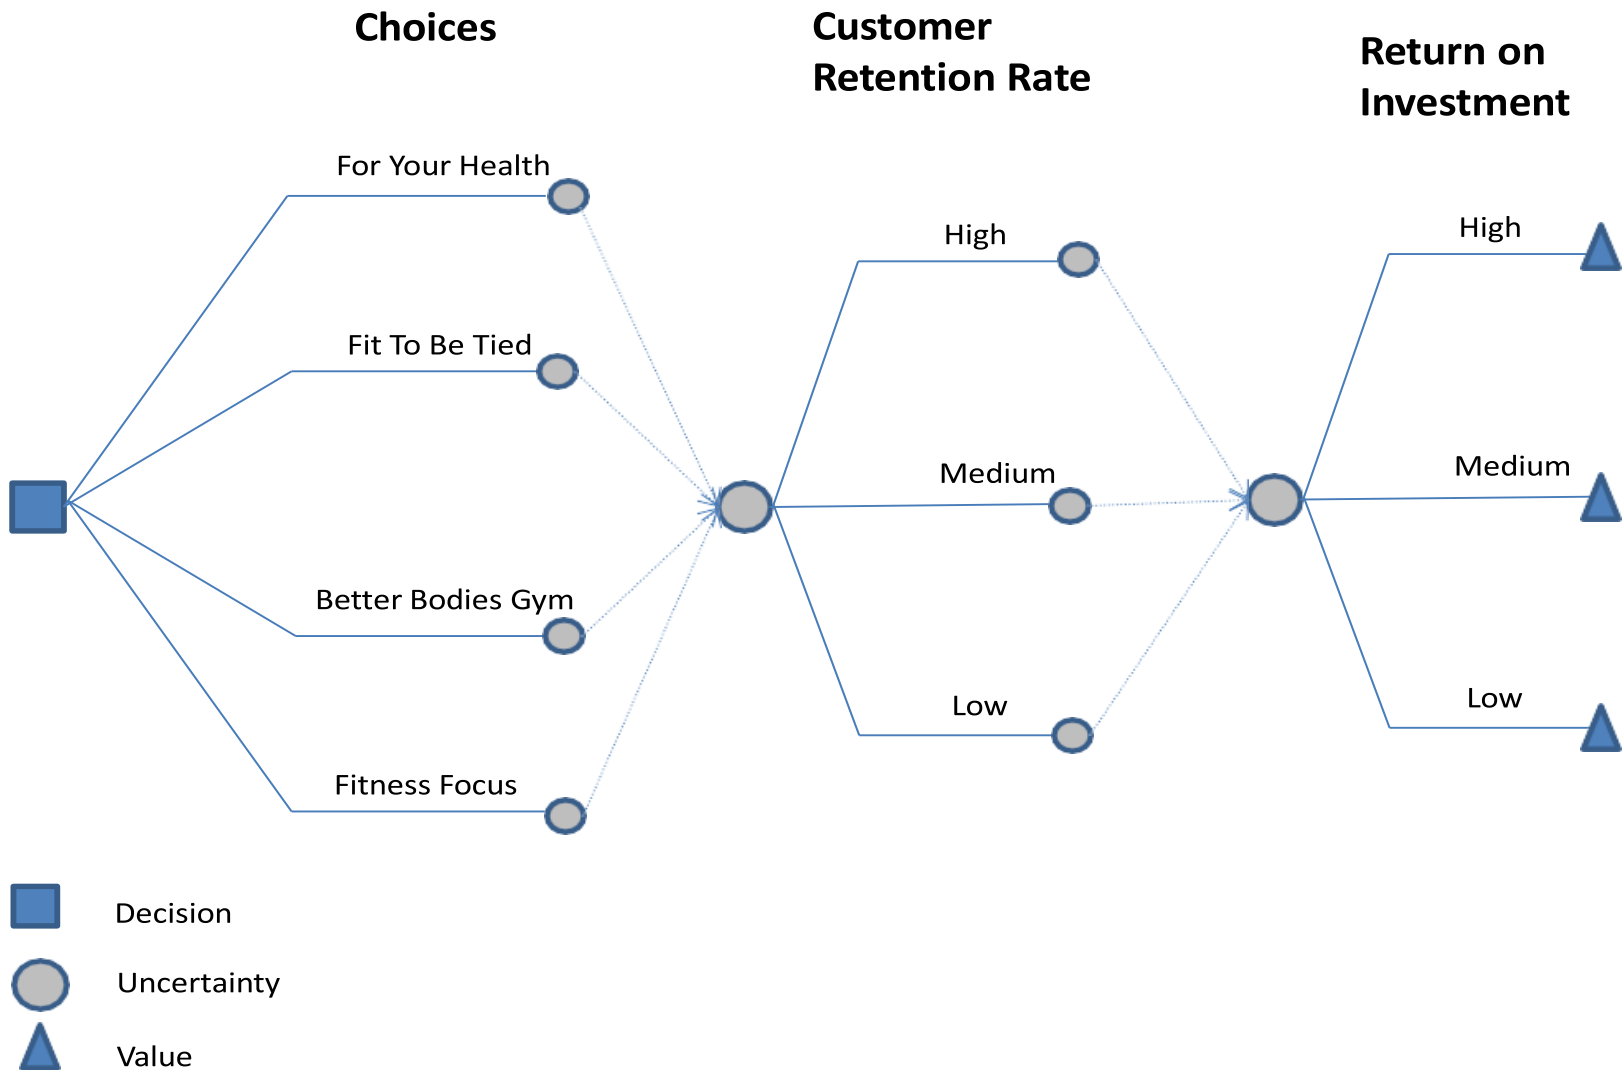 Choices
Customer
Retention Rate
Return on
Investment
For Your Health
Fit To Be Tied
Better Bodies Gym
Fitness Focus
High
Medium
Low
High
Medium
Low
Decision
Uncertainty
Value